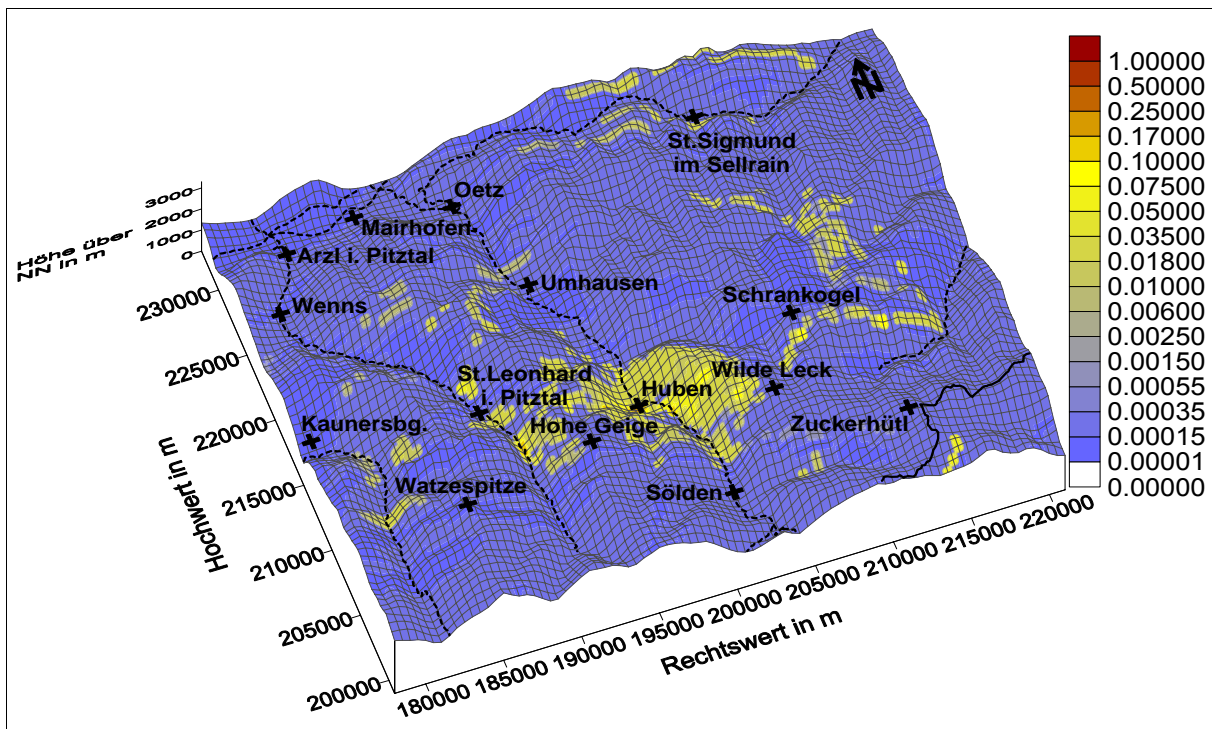 N
St.Sigmund
im Sellrain
Oetz
Mairhofen
Arzl i. Pitztal
Umhausen
Wenns
Schrankogel
St.Leonhard
i. Pitztal
Huben
Wilde Leck
Kaunersbg.
Hohe Geige
Zuckerhütl
Watzespitze
Sölden
3000
2000
1000
0
Höhe über
NN in m
230000
225000
220000
215000
210000
205000
200000
Hochwert in m
180000
185000
190000
195000
200000
205000
210000
215000
220000
Rechtswert in m
1.00000
0.50000
0.25000
0.17000
0.10000
0.07500
0.05000
0.03500
0.01800
0.01000
0.00600
0.00250
0.00150
0.00055
0.00035
0.00015
0.00001
0.00000